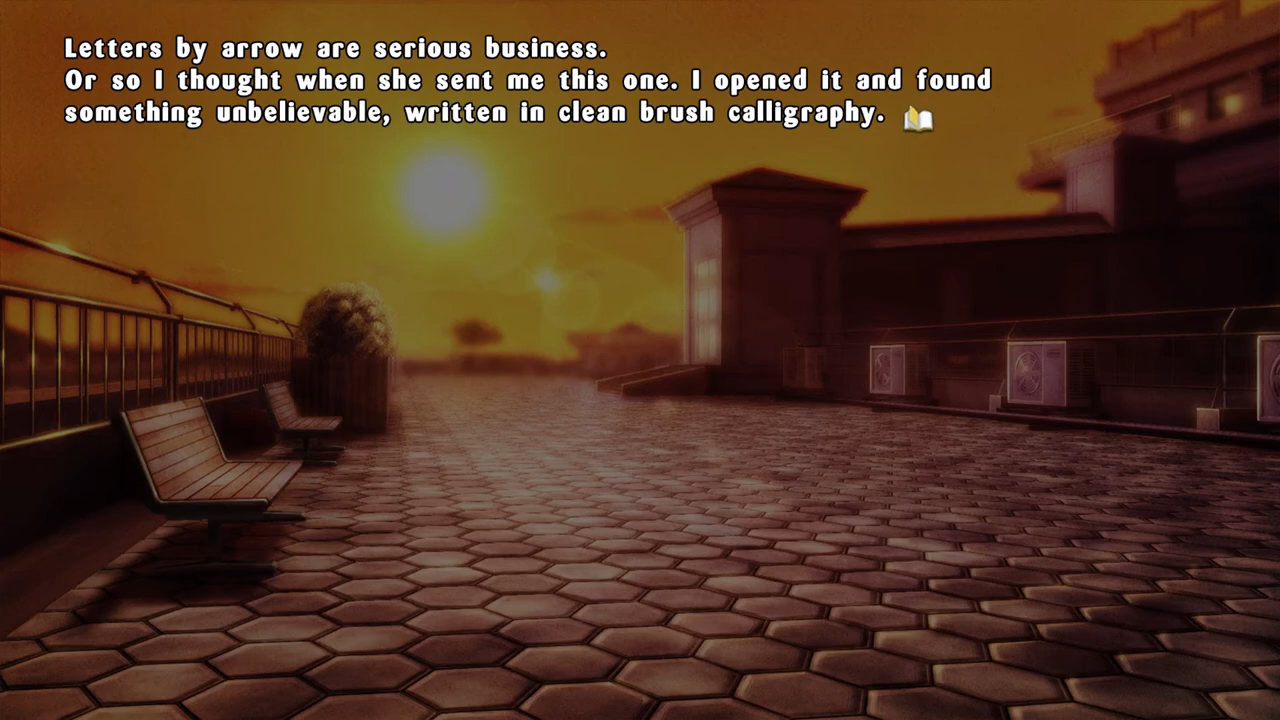 Letters by arrow are serious business.
Or so I thought when she sent me this one. I opened it and found
something unbelievable, written in clean brush calligraphy.